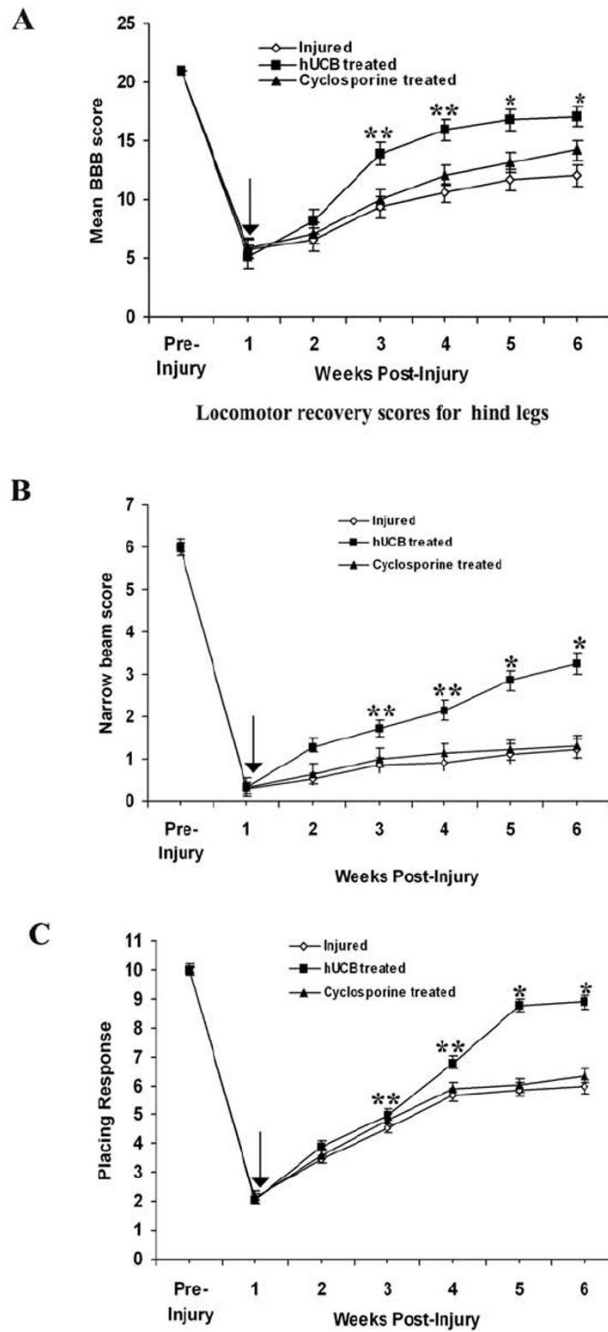 A
25
20
15
10
5
0
Mean BBB score
Injured
hUCB treated
Cyclosporine treated
**
**
*
*
Pre-
Injury
1
2
3
4
5
6
Weeks Post-Injury
Locomotor recovery scores for hind legs
B
7
6
5
4
3
2
1
0
Narrow beam score
Injured
hUCB treated
Cyclosporine treated
**
**
*
*
Pre-
Injury
1
2
3
4
5
6
Weeks Post-Injury
C
11
10
9
8
7
6
5
4
3
2
1
0
Placing Response
Injured
hUCB treated
Cyclosporine treated
**
**
*
*
Pre-
Injury
1
2
3
4
5
6
Weeks Post-Injury